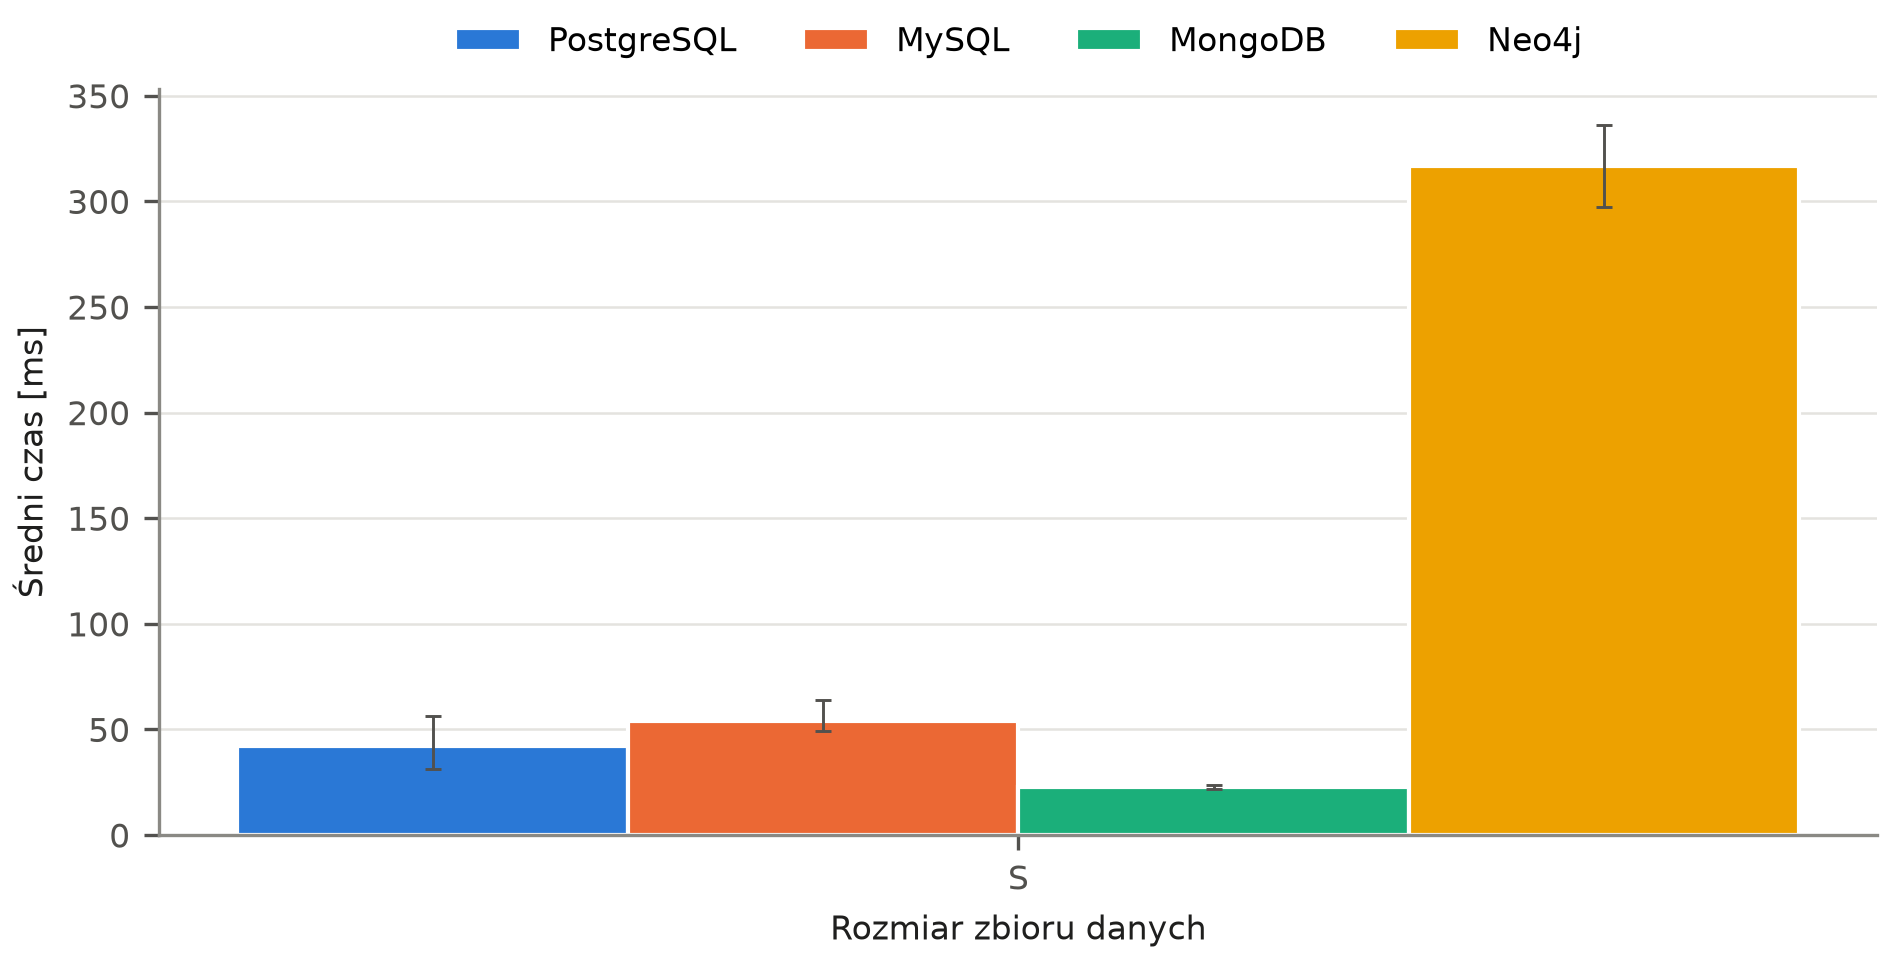 PostgreSQL MySQL MongoDB Neo4j
350
300
250
200
150
100
50
0
Średni czas [ms]
S
Rozmiar zbioru danych